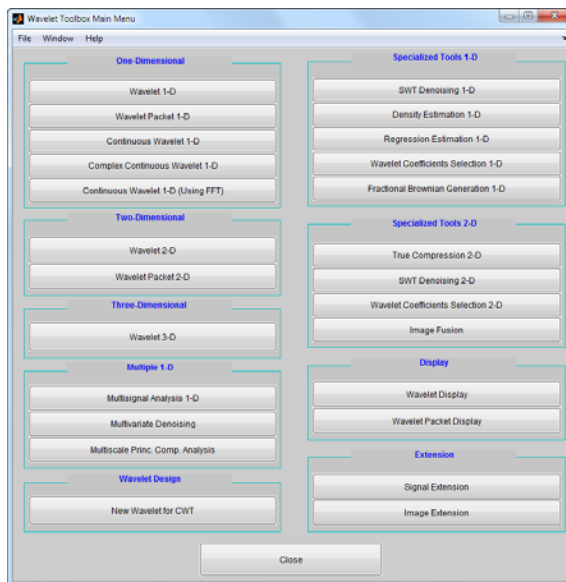 Wavelet Toolbox Main Menu
File Window Help
One-Dimensional
Wavelet 1-D
Wavelet Packet 1-D
Continuous Wavelet 1-D
Complex Continuous Wavelet 1-D
Continuous Wavelet 1-D (Using FFT)
Two-Dimensional
Wavelet 2-D
Wavelet Packet 2-D
Three-Dimensional
Wavelet 3-D
Multiple 1-D
Multisignal Analysis 1-D
Multivariate Denoising
Multiscale Princ. Comp. Analysis
Wavelet Design
New Wavelet for CWT
Specialized Tools 1-D
SWT Denoising 1-D
Density Estimation 1-D
Regression Estimation 1-D
Wavelet Coefficients Selection 1-D
Fractional Brownian Generation 1-D
Specialized Tools 2-D
True Compression 2-D
SWT Denoising 2-D
Wavelet Coefficients Selection 2-D
Image Fusion
Display
Wavelet Display
Wavelet Packet Display
Extension
Signal Extension
Image Extension
Close